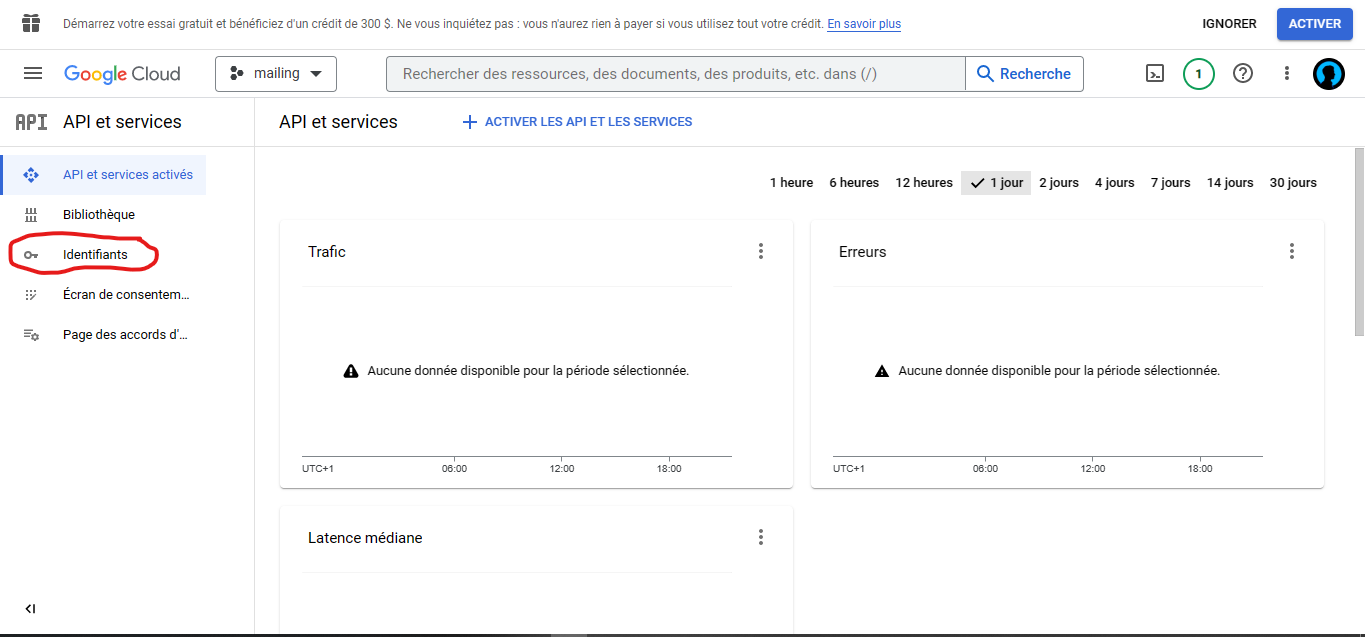 Démarrez votre essai gratuit et bénéficiez d'un crédit de 300 $. Ne vous inquiétez pas : vous n'aurez rien à payer si vous utilisez tout votre crédit. En savoir plus
IGNORER
ACTIVER
Google Cloud
mailing
Rechercher des ressources, des documents, des produits, etc. dans (/)
Recherche
1
API API et services
API et services
ACTIVER LES API ET LES SERVICES
API et services activés
Bibliothèque
Identifiants
Écran de consentem...
Page des accords d'...
1 heure 6 heures 12 heures 1 jour 2 jours 4 jours 7 jours 14 jours 30 jours
Trafic
Aucune donnée disponible pour la période sélectionnée.
UTC+1 06:00 12:00 18:00
Erreurs
Aucune donnée disponible pour la période sélectionnée.
UTC+1 06:00 12:00 18:00
Latence médiane